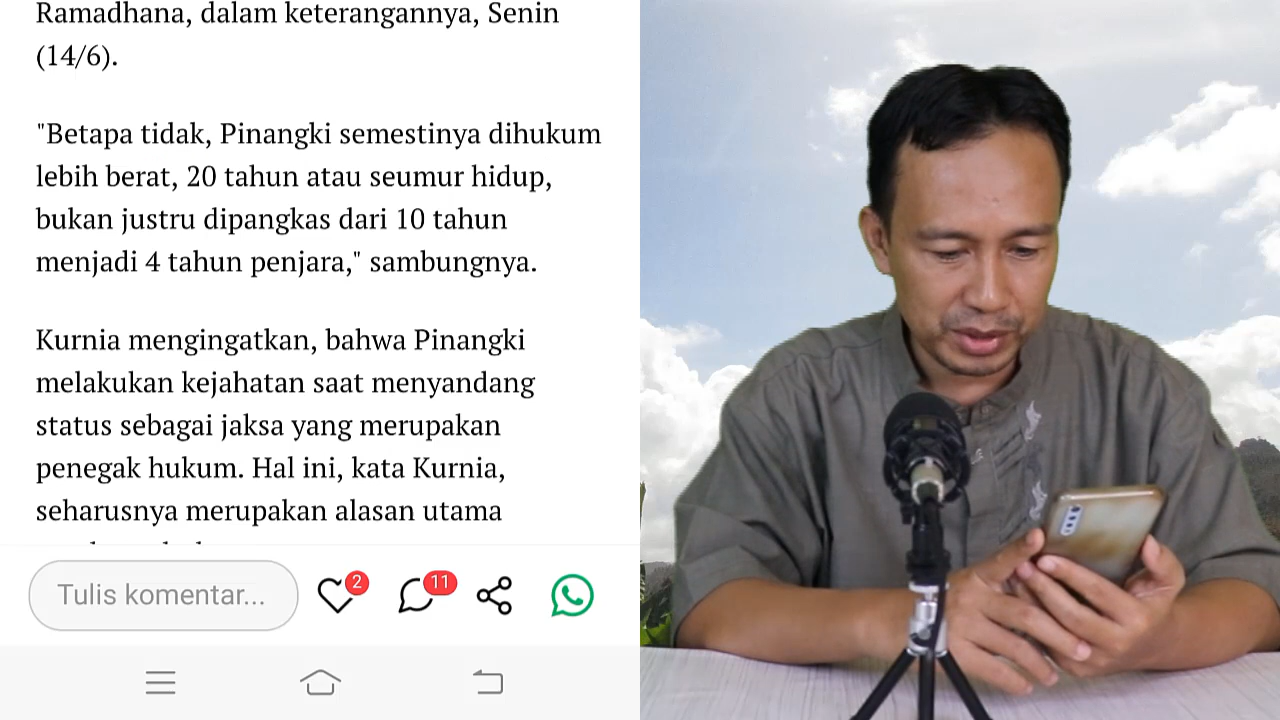 Ramadhana, dalam keterangannya, Senin
(14/6).
"Betapa tidak, Pinangki semestinya dihukum
lebih berat, 20 tahun atau seumur hidup,
bukan justru dipangkas dari 10 tahun
menjadi 4 tahun penjara," sambungnya.
Kurnia mengingatkan, bahwa Pinangki
melakukan kejahatan saat menyandang
status sebagai jaksa yang merupakan
penegak hukum. Hal ini, kata Kurnia,
seharusnya merupakan alasan utama
Tulis komentar...
2
11